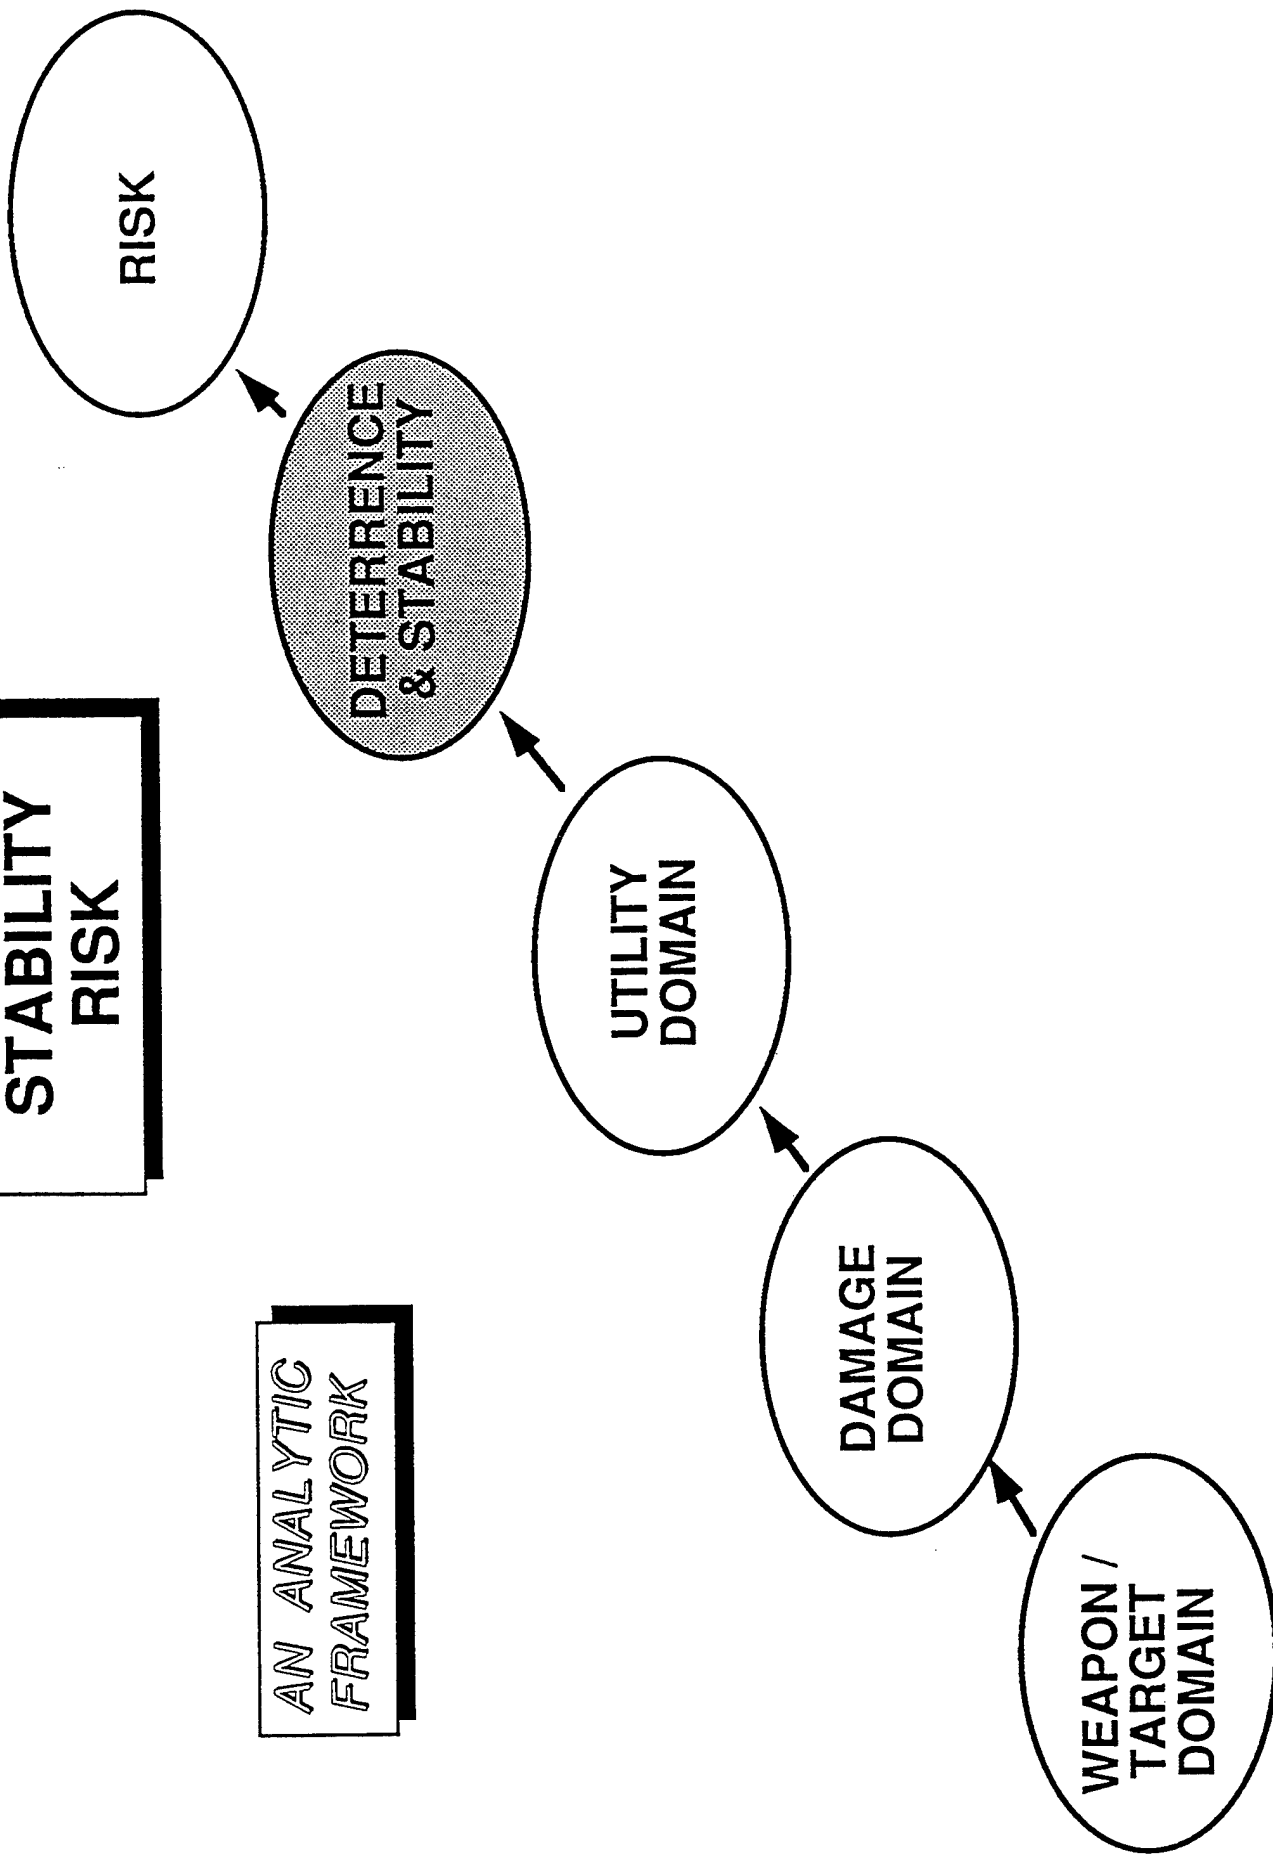 STABILITY
RISK
AN ANALYTIC
FRAMEWORK
RISK
DETERRENCE
& STABILITY
UTILITY
DOMAIN
DAMAGE
DOMAIN
WEAPON /
TARGET
DOMAIN